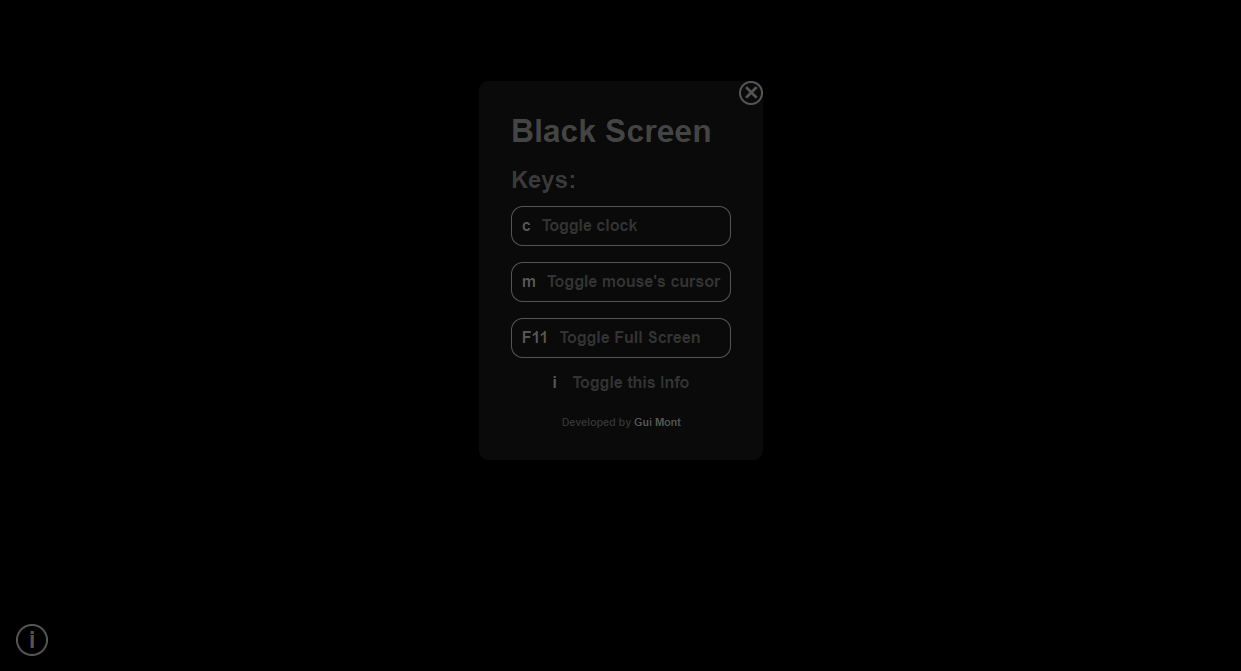 Black Screen
Keys:
c Toggle clock
m Toggle mouse's cursor
F11 Toggle Full Screen
i Toggle this Info
Developed by Gui Mont
i